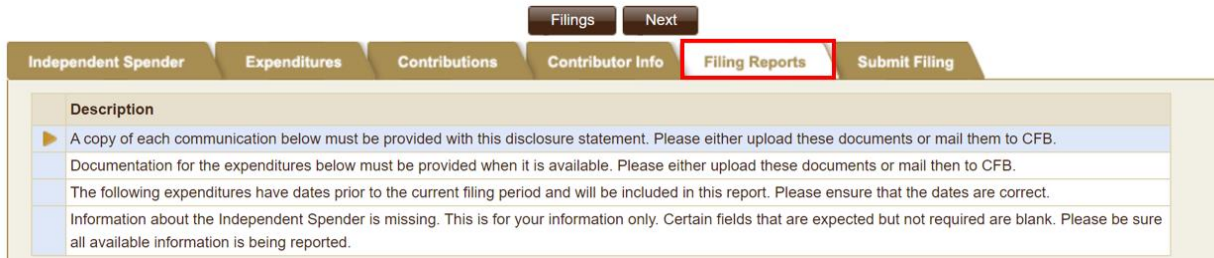 Filings Next
Independent Spender Expenditures Contributions Contributor Info Filing Reports Submit Filing
Description
A copy of each communication below must be provided with this disclosure statement. Please either upload these documents or mail them to CFB.
Documentation for the expenditures below must be provided when it is available. Please either upload these documents or mail then to CFB.
The following expenditures have dates prior to the current filing period and will be included in this report. Please ensure that the dates are correct.
Information about the Independent Spender is missing. This is for your information only. Certain fields that are expected but not required are blank. Please be sure
all available information is being reported.